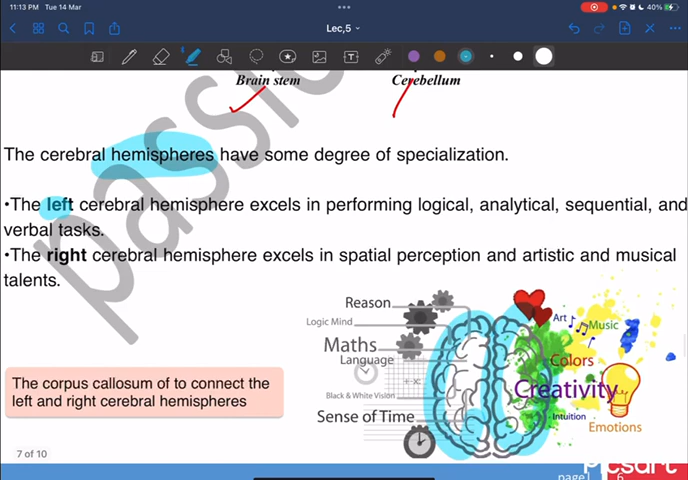 11:13 PM Tue 14 Mar
40%
Lec,5
Brain stem
Cerebellum
The cerebral hemispheres have some degree of specialization.
•The left cerebral hemisphere excels in performing logical, analytical, sequential, and
verbal tasks.
•The right cerebral hemisphere excels in spatial perception and artistic and musical
talents.
passion
Reason
Logic Mind
Maths
Language
Black & White Vision
Sense of Time
Art
Music
Colors
Creativity
Intuition
Emotions
The corpus callosum of to connect the
left and right cerebral hemispheres
7 of 10
Picsart
page 6